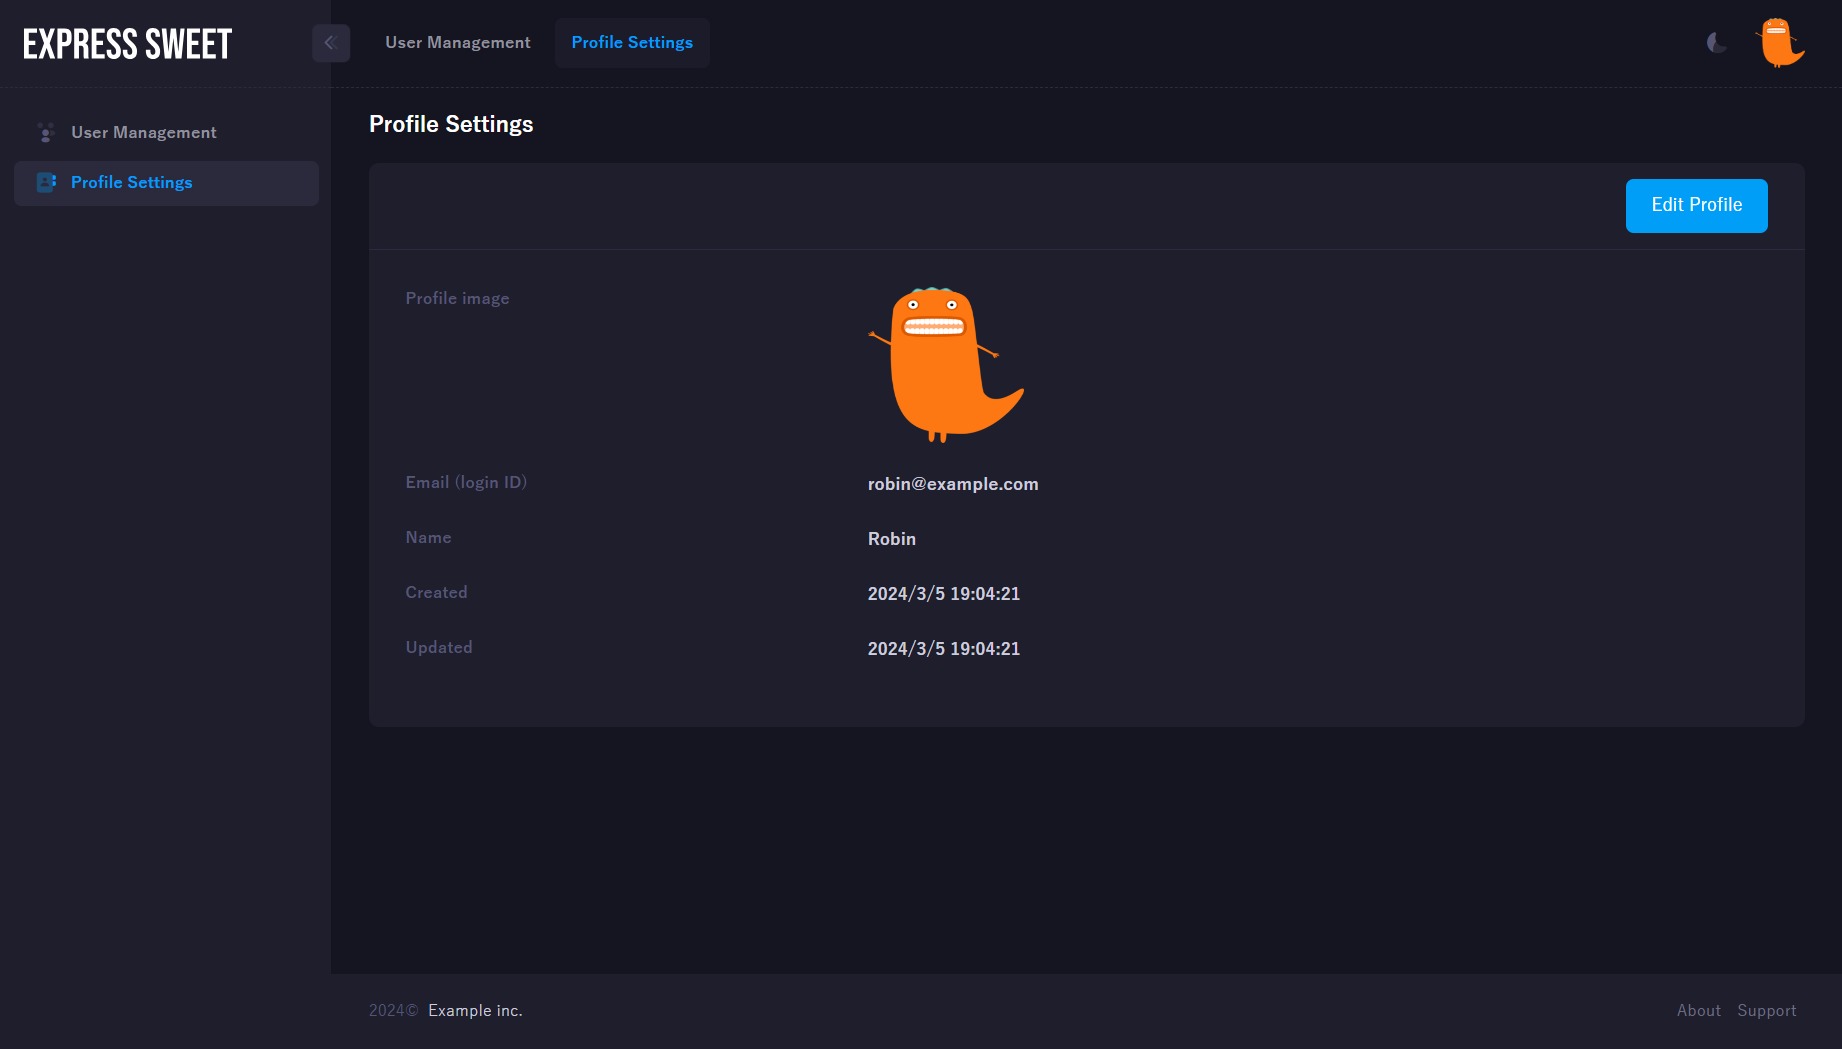 EXPRESS SWEET
User Management
Profile Settings
User Management
Profile Settings
Profile Settings
Edit Profile
Profile image
Email (login ID)
robin@example.com
Name
Robin
Created
2024/3/5 19:04:21
Updated
2024/3/5 19:04:21
2024© Example inc.
About Support